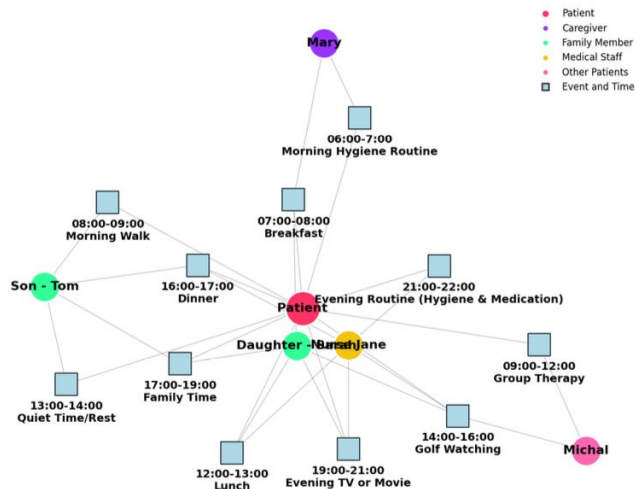 Patient
Caregiver
Family Member
Medical Staff
Other Patients
Event and Time
Mary
06:00-7:00
Morning Hygiene Routine
07:00-08:00
Breakfast
08:00-09:00
Morning Walk
Son - Tom
16:00-17:00
Dinner
21:00-22:00
Evening Routine (Hygiene & Medication)
Patient
Daughter -
Nurse Jane
09:00-12:00
Group Therapy
17:00-19:00
Family Time
13:00-14:00
Quiet Time/Rest
14:00-16:00
Golf Watching
Michal
12:00-13:00
Lunch
19:00-21:00
Evening TV or Movie